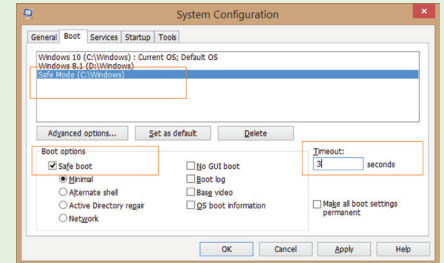 System Configuration
General Boot Services Startup Tools
Windows 10 (C:\Windows) : Current OS; Default OS
Windows 8.1 (D:\Windows)
Safe Mode (C:\Windows)
Advanced options... Set as default Delete
Boot options
Timeout:
Safe boot No GUI boot 3 seconds
Minimal Boot log
Alternate shell Base video
Active Directory repair OS boot information Make all boot settings
permanent
Network
OK Cancel Apply Help